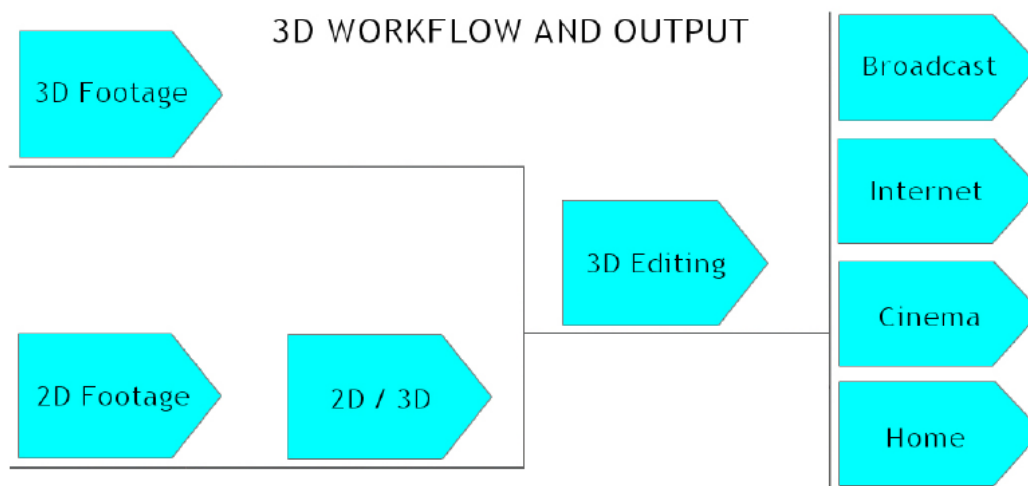 3D WORKFLOW AND OUTPUT
3D Footage
2D Footage
2D / 3D
3D Editing
Broadcast
Internet
Cinema
Home